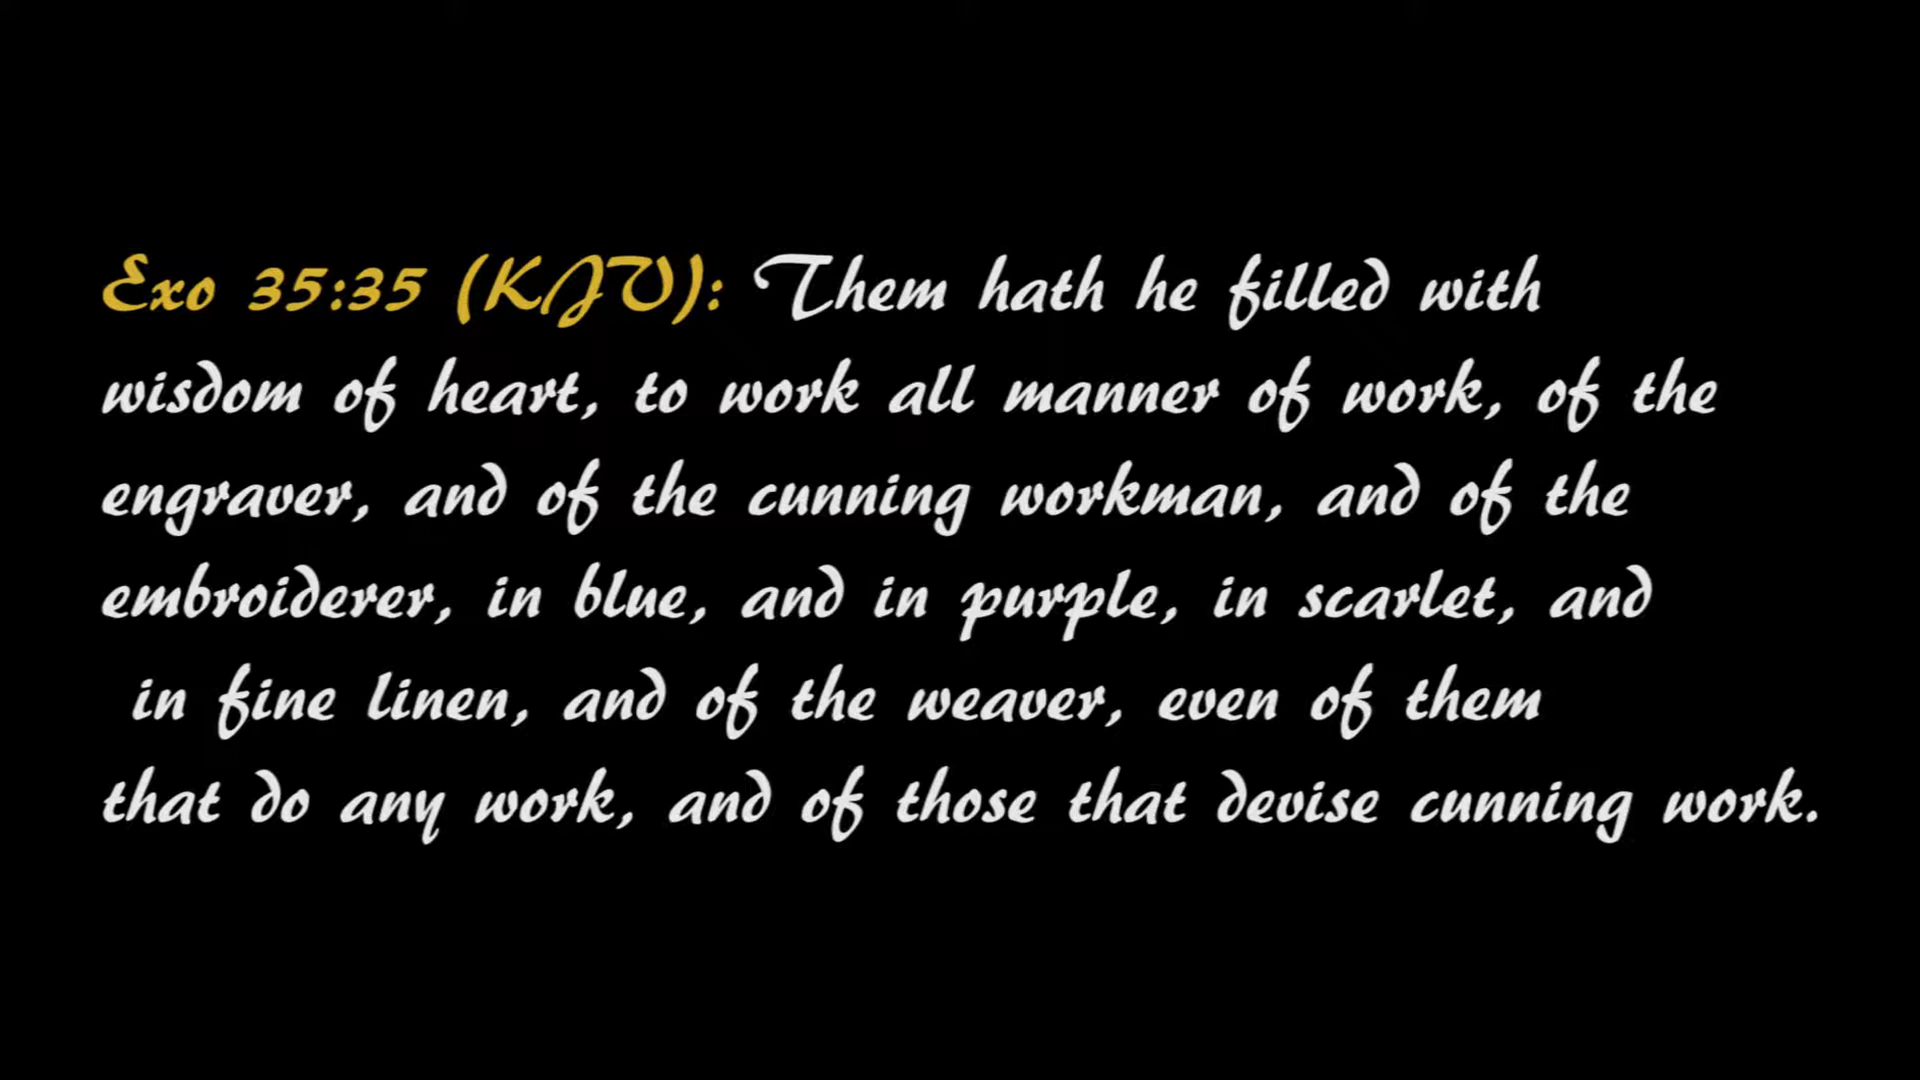 Exo 35:35 (KJV): Them hath he filled with
wisdom of heart, to work all manner of work, of the
engraver, and of the cunning workman, and of the
embroiderer, in blue, and in purple, in scarlet, and
in fine linen, and of the weaver, even of them
that do any work, and of those that devise cunning work.